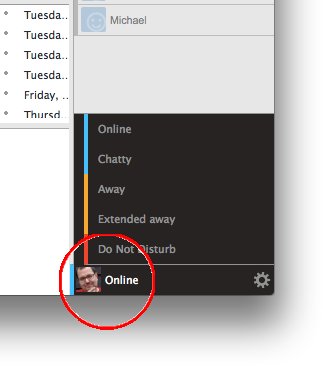 Tuesda...
Michael
Tuesda...
Tuesda...
Tuesda...
Friday, ...
Thursd...
Online
Chatty
Away
Extended away
Do Not Disturb
Online